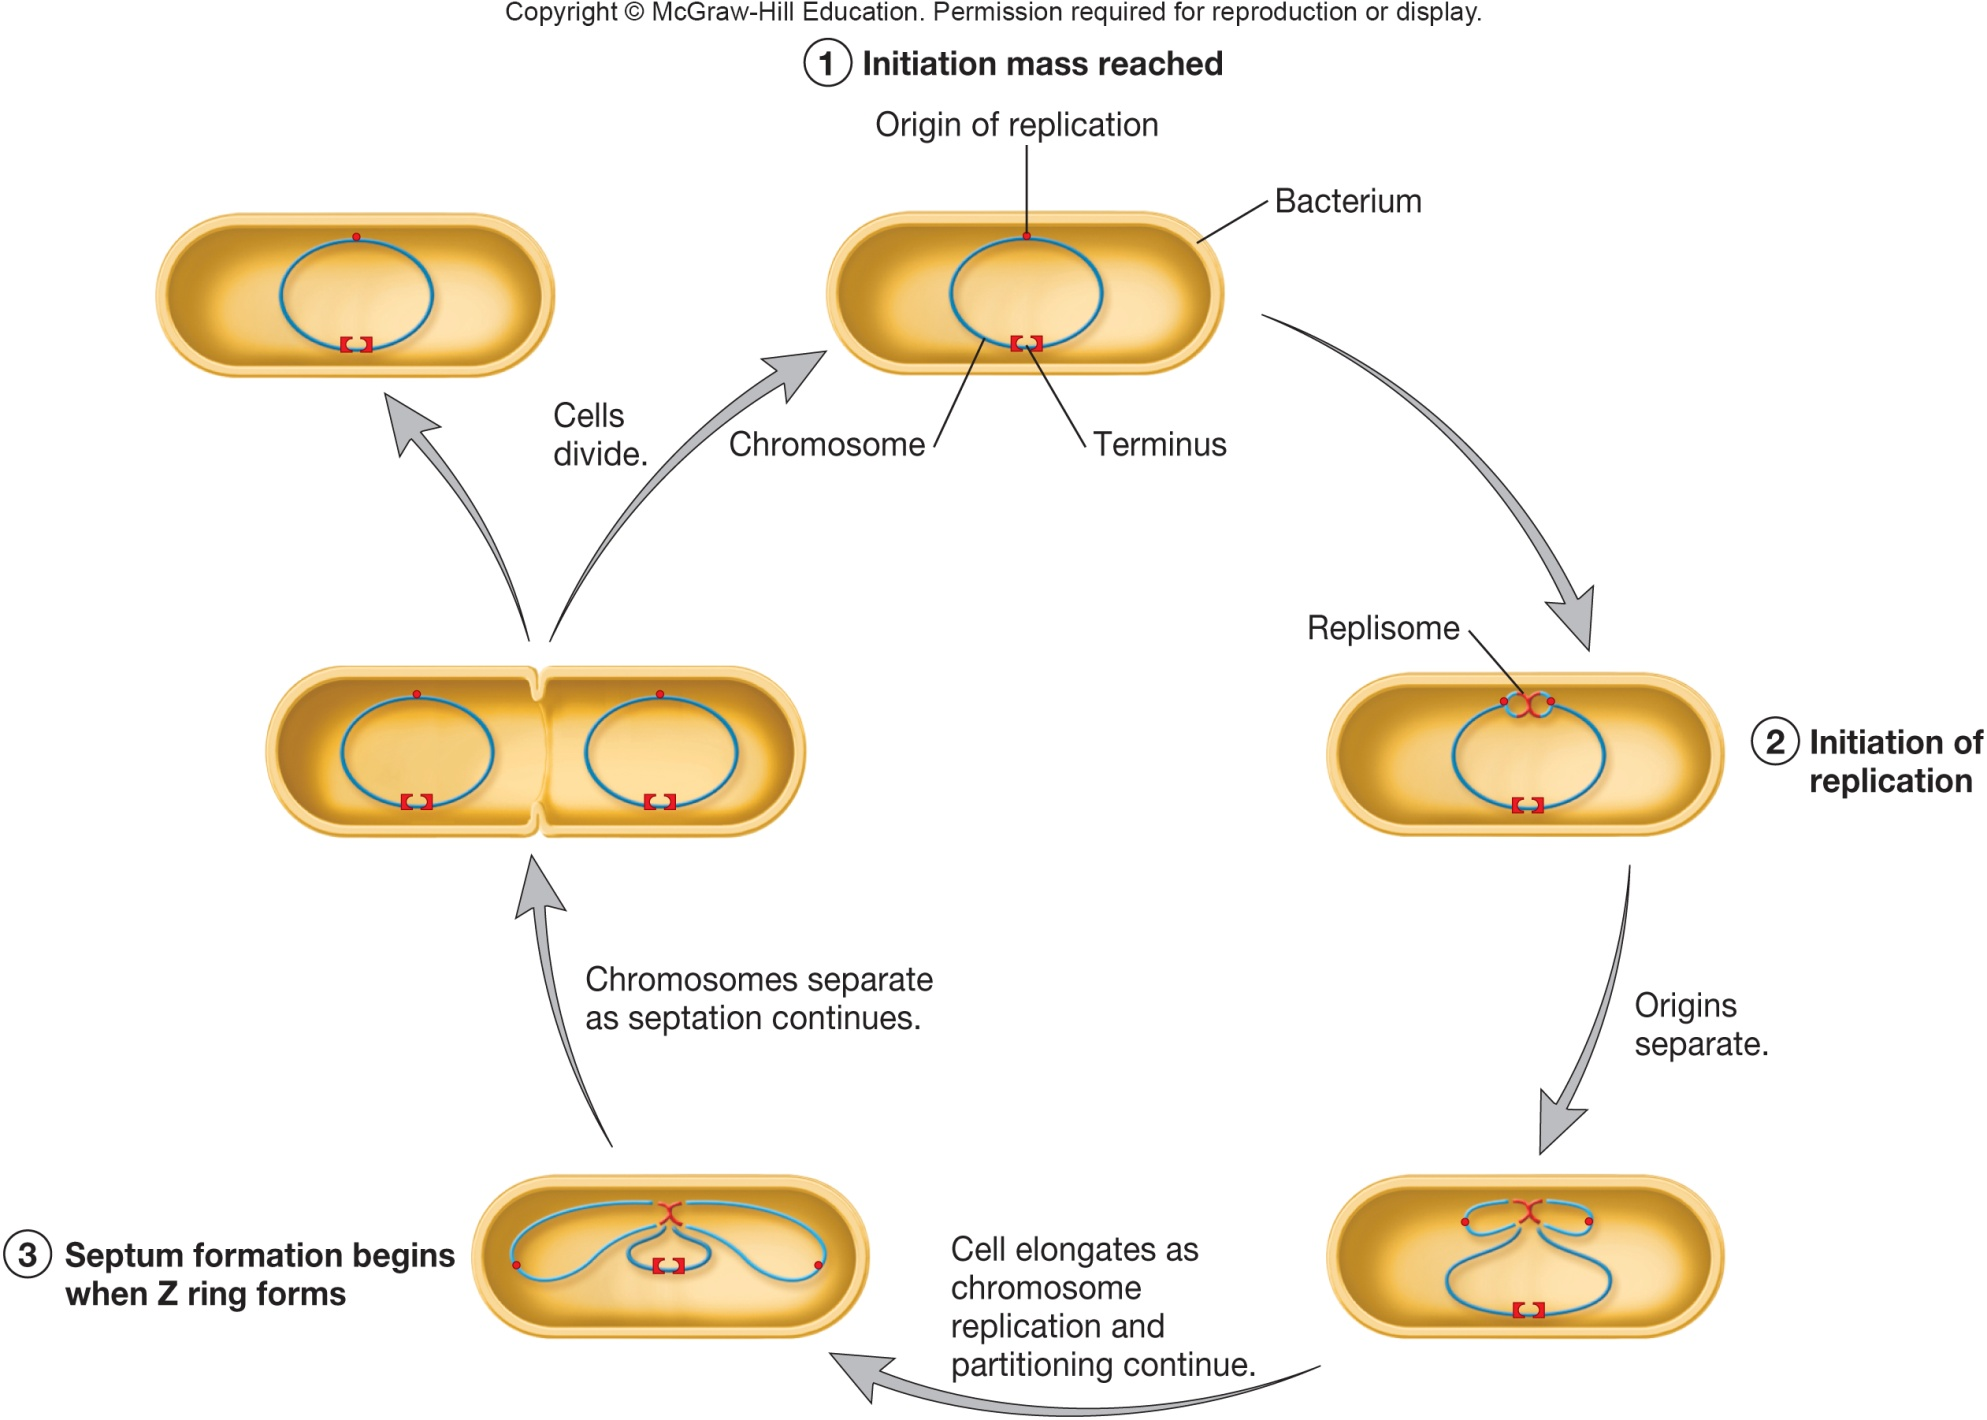 Copyright © McGraw-Hill Education. Permission required for reproduction or display.
1 Initiation mass reached
Origin of replication
Bacterium
Cells
divide.
Chromosome
Terminus
Replisome
2 Initiation of
replication
Origins
separate.
Chromosomes separate
as septation continues.
3 Septum formation begins
when Z ring forms
Cell elongates as
chromosome
replication and
partitioning continue.